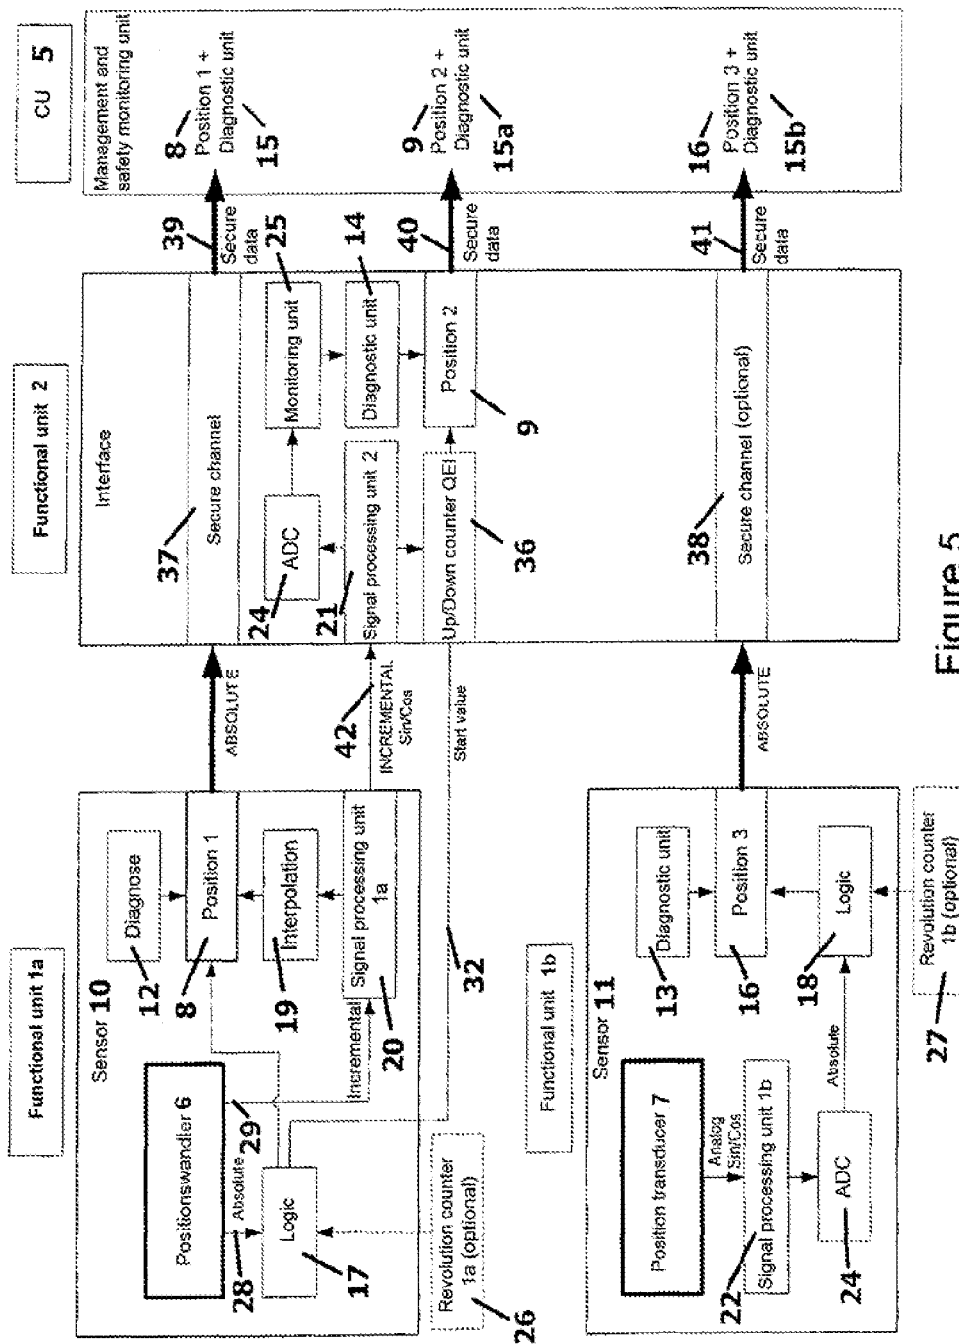 Functional unit 1a
Functional unit 2
CU 5
Sensor 10
Positionswandler 6
28
Absolute
29
Incremental
Logic
17
Revolution counter
1a (optional)
26
12
Diagnose
8
Position 1
19
Interpolation
20
Signal processing unit
1a
32
ABSOLUTE
42
INCREMENTAL
Sin/Cos
Start value
Interface
37
Secure channel
24
ADC
25
Monitoring unit
21
Signal processing unit 2
14
Diagnostic unit
Up/Down counter QEI
36
Position 2
9
38
Secure channel (optional)
39
Secure
data
40
Secure
data
41
Secure
data
Management and
safety monitoring unit
8
Position 1 +
Diagnostic unit
15
9
Position 2 +
Diagnostic unit
15a
16
Position 3 +
Diagnostic unit
15b
Functional unit 1b
Sensor 11
Position transducer 7
Analog
Sin/Cos
22
Signal processing unit 1b
24
ADC
Absolute
13
Diagnostic unit
16
Position 3
18
Logic
27
Revolution counter
1b (optional)
ABSOLUTE
Figure 5